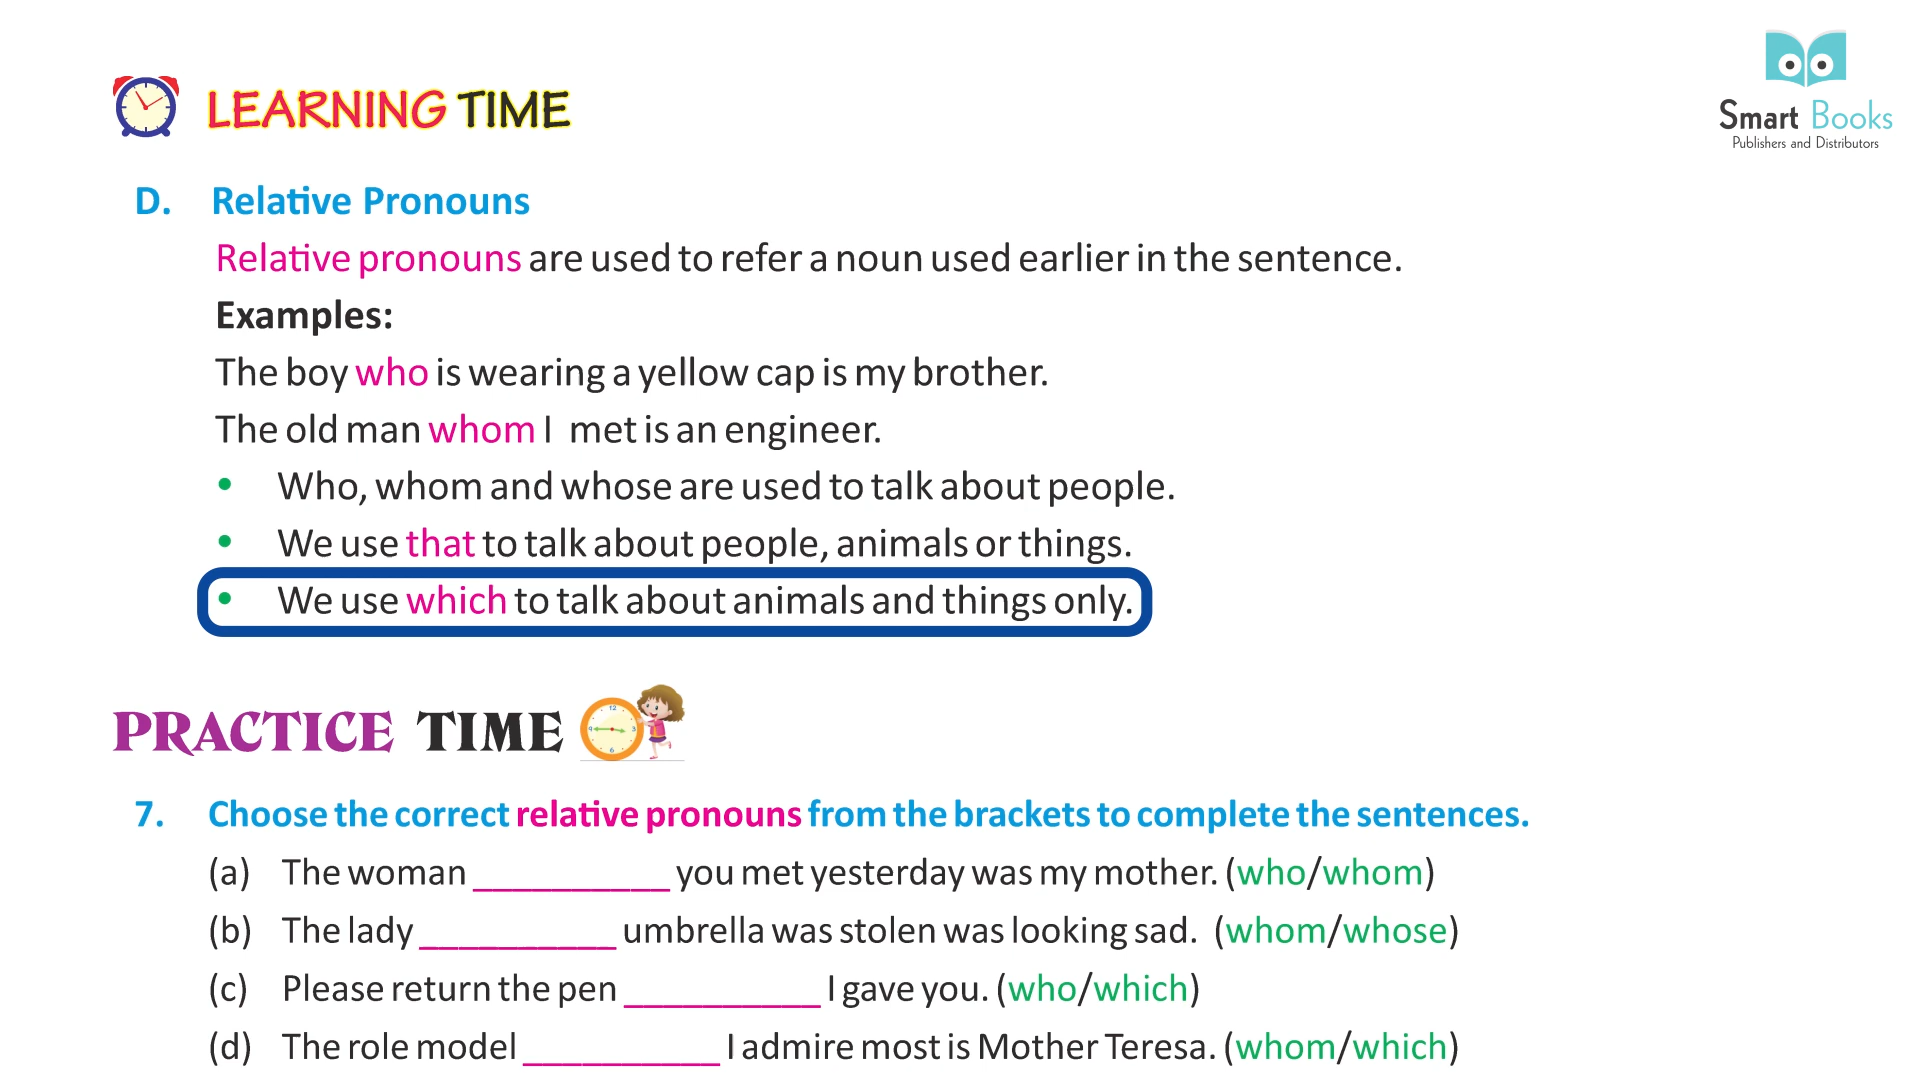 LEARNING TIME
Smart Books
Publishers and Distributors
D. Relative Pronouns
Relative pronouns are used to refer a noun used earlier in the sentence.
Examples:
The boy who is wearing a yellow cap is my brother.
The old man whom I met is an engineer.
• Who, whom and whose are used to talk about people.
• We use that to talk about people, animals or things.
• We use which to talk about animals and things only.
PRACTICE TIME
7. Choose the correct relative pronouns from the brackets to complete the sentences.
(a) The woman __________ you met yesterday was my mother. (who/whom)
(b) The lady __________ umbrella was stolen was looking sad. (whom/whose)
(c) Please return the pen __________ I gave you. (who/which)
(d) The role model __________ I admire most is Mother Teresa. (whom/which)